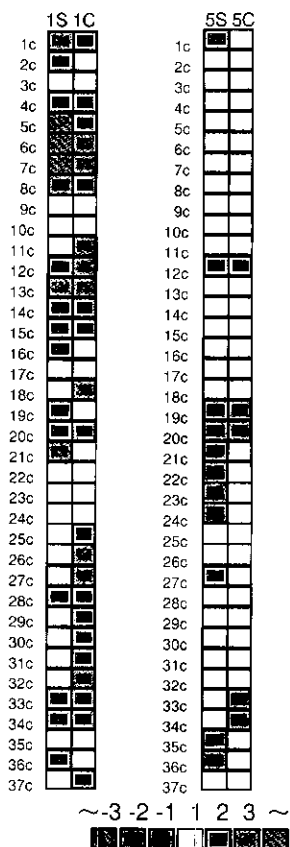 1S 1C
1c
2c
3c
4c
5c
6c
7c
8c
9c
10c
11c
12c
13c
14c
15c
16c
17c
18c
19c
20c
21c
22c
23c
24c
25c
26c
27c
28c
29c
30c
31c
32c
33c
34c
35c
36c
37c
5S 5C
1c
2c
3c
4c
5c
6c
7c
8c
9c
10c
11c
12c
13c
14c
15c
16c
17c
18c
19c
20c
21c
22c
23c
24c
25c
26c
27c
28c
29c
30c
31c
32c
33c
34c
35c
36c
37c
~-3 -2 -1 1 2 3 ~